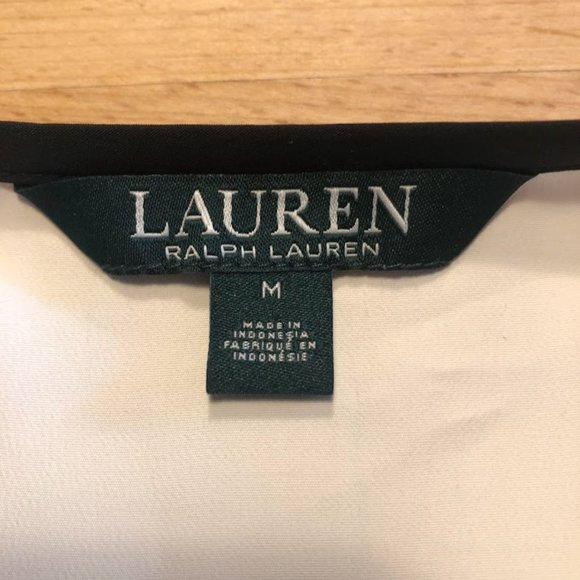 LAUREN
RALPH LAUREN
M
MADE IN
INDONESIA
FABRIQUÉ EN
INDONÉSIE